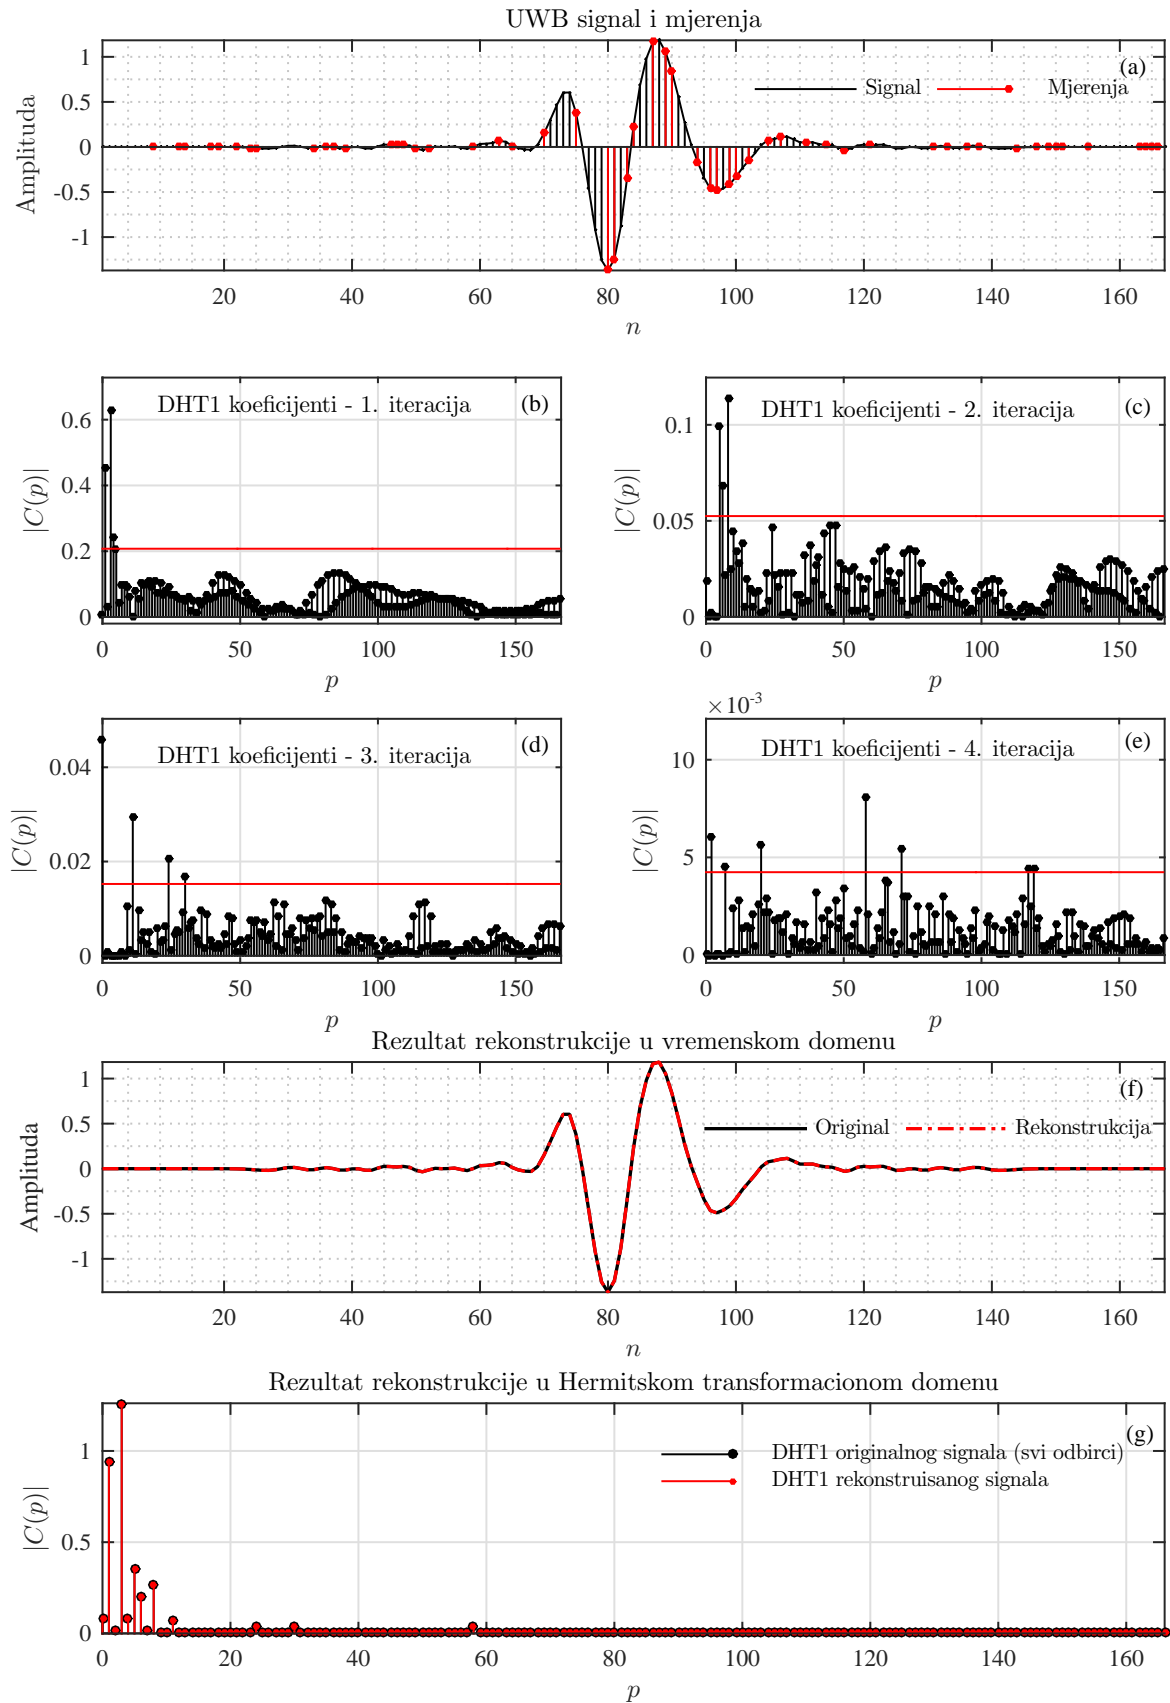 UWB signal i mjerenja
(a)
Signal
Mjerenja
Amplituda
1
0.5
0
-0.5
-1
20 40 60 80 100 120 140 160
n
(b)
DHT1 koeficijenti - 1. iteracija
|C(p)|
0.6
0.4
0.2
0
0 50 100 150
p
(c)
DHT1 koeficijenti - 2. iteracija
|C(p)|
0.1
0.05
0
0 50 100 150
p
(d)
DHT1 koeficijenti - 3. iteracija
|C(p)|
0.04
0.02
0
0 50 100 150
p
×10-3
(e)
DHT1 koeficijenti - 4. iteracija
|C(p)|
10
5
0
0 50 100 150
p
Rezultat rekonstrukcije u vremenskom domenu
(f)
Original
Rekonstrukcija
Amplituda
1
0.5
0
-0.5
-1
20 40 60 80 100 120 140 160
n
Rezultat rekonstrukcije u Hermitskom transformacionom domenu
(g)
DHT1 originalnog signala (svi odbirci)
DHT1 rekonstruisanog signala
|C(p)|
1
0.5
0
0 20 40 60 80 100 120 140 160
p